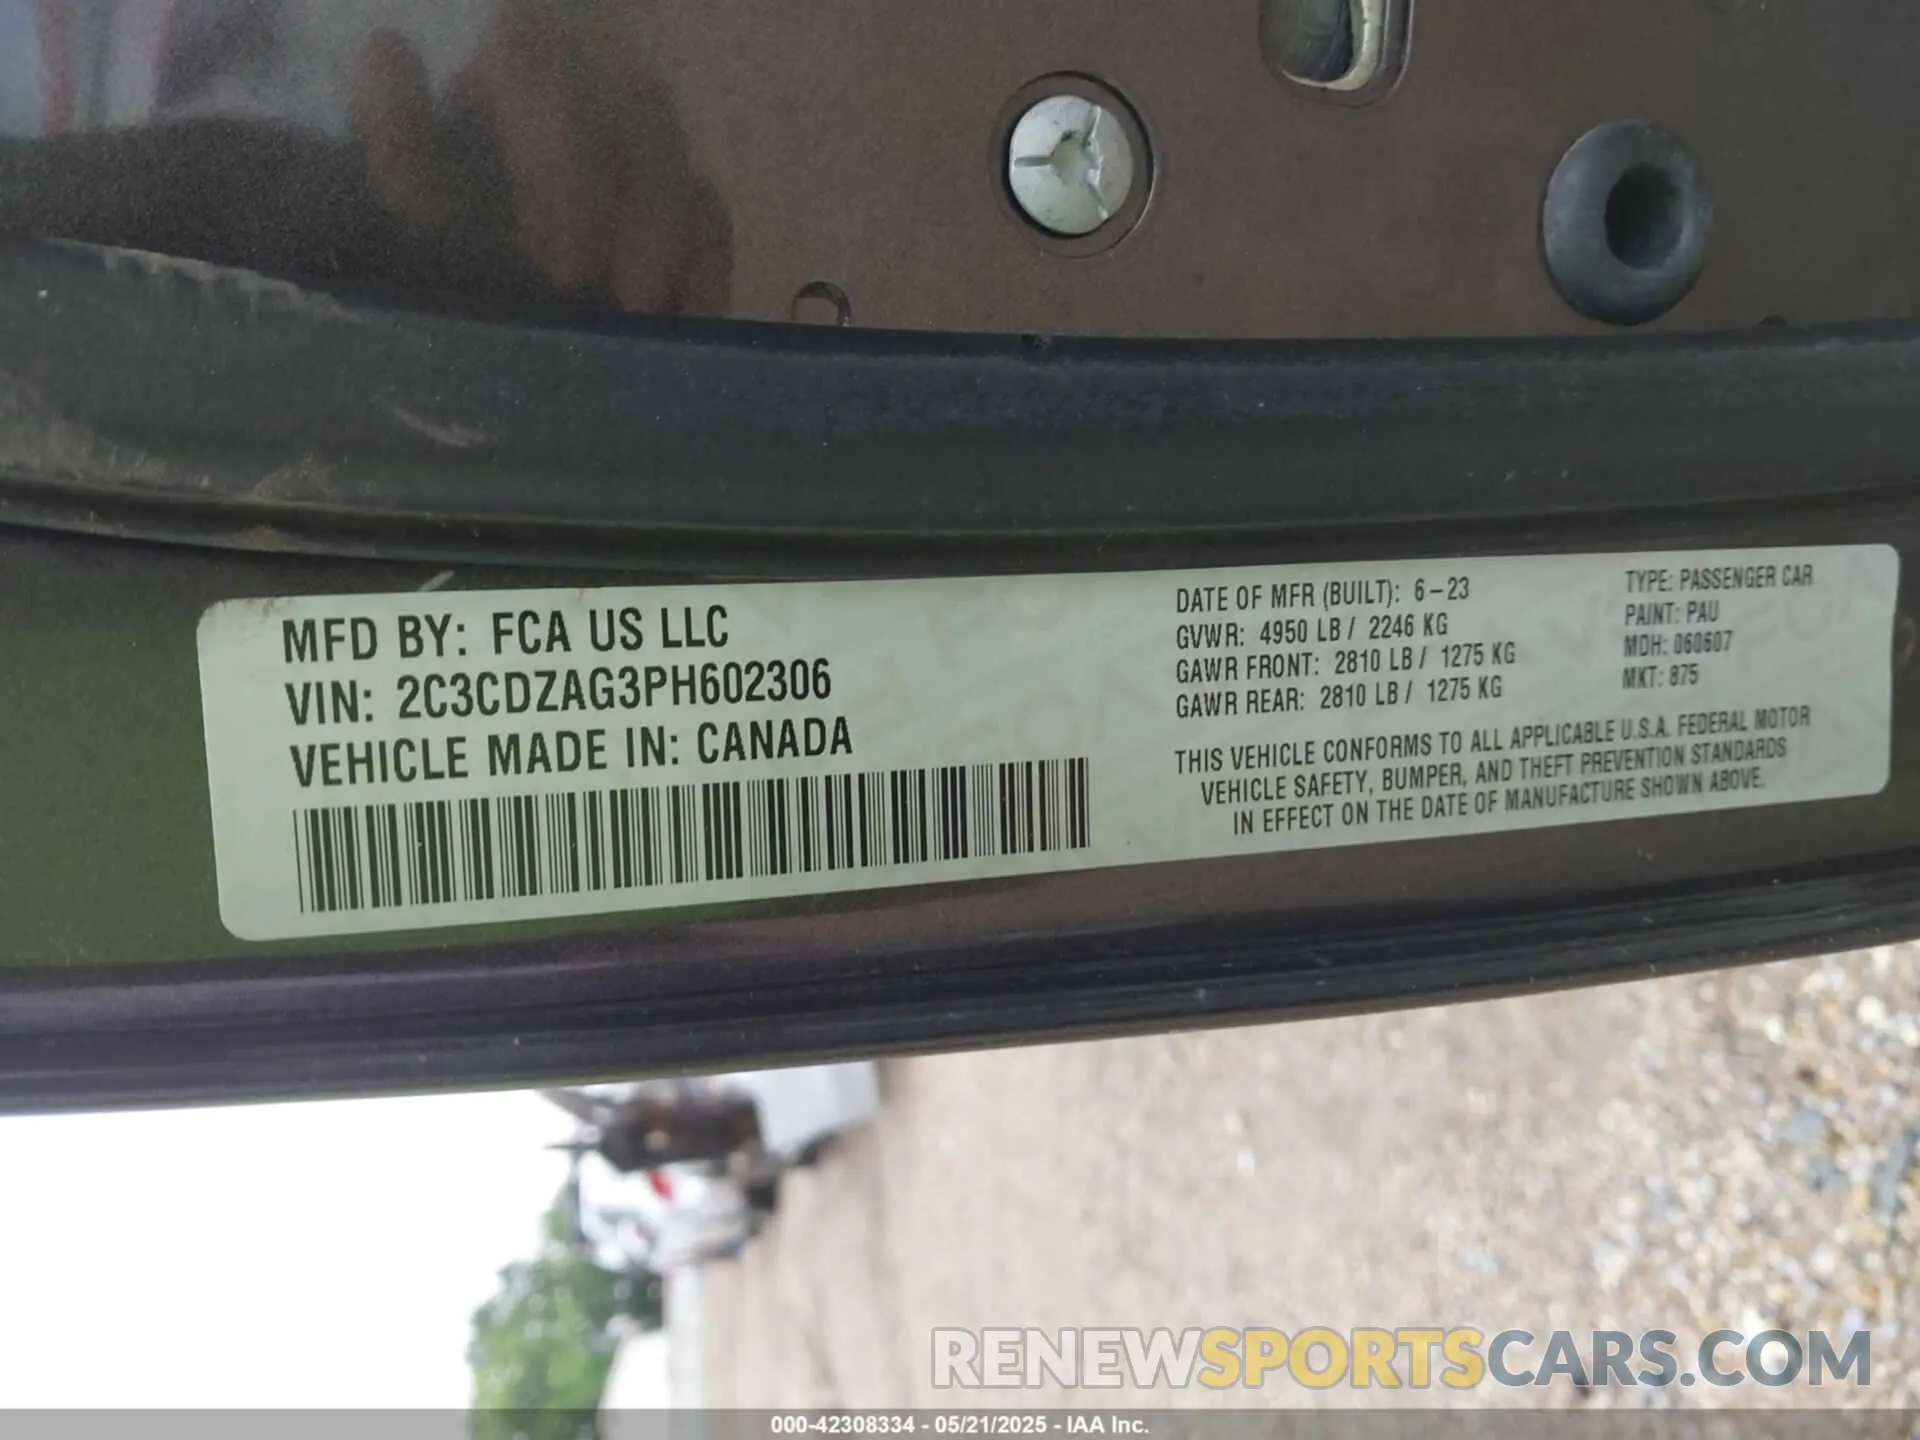 MFD BY: FCA US LLC
VIN: 2C3CDZAG3PH602306
VEHICLE MADE IN: CANADA
DATE OF MFR (BUILT): 6-23
GVWR: 4950 LB / 2246 KG
GAWR FRONT: 2810 LB / 1275 KG
GAWR REAR: 2810 LB / 1275 KG
TYPE: PASSENGER CAR
PAINT: PAU
MDH: 060607
MKT: 875
THIS VEHICLE CONFORMS TO ALL APPLICABLE U.S.A. FEDERAL MOTOR
VEHICLE SAFETY, BUMPER, AND THEFT PREVENTION STANDARDS
IN EFFECT ON THE DATE OF MANUFACTURE SHOWN ABOVE.
RENEWSPORTSCARS.COM
000-42308334 - 05/21/2025 - IAA Inc.